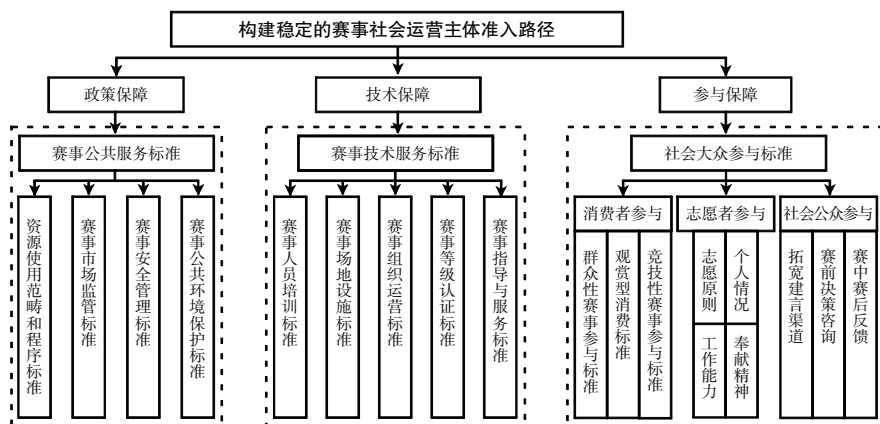 构建稳定的赛事社会运营主体准入路径
政策保障
技术保障
参与保障
赛事公共服务标准
赛事技术服务标准
社会大众参与标准
资源使用范畴和程序标准
赛事市场监管标准
赛事安全管理标准
赛事公共环境保护标准
赛事人员培训标准
赛事场地设施标准
赛事组织运营标准
赛事等级认证标准
赛事指导与服务标准
消费者参与
志愿者参与
社会公众参与
群众性赛事参与标准
观赏型消费标准
竞技性赛事参与标准
志愿原则
个人情况
工作能力
奉献精神
拓宽建言渠道
赛前决策咨询
赛中赛后反馈